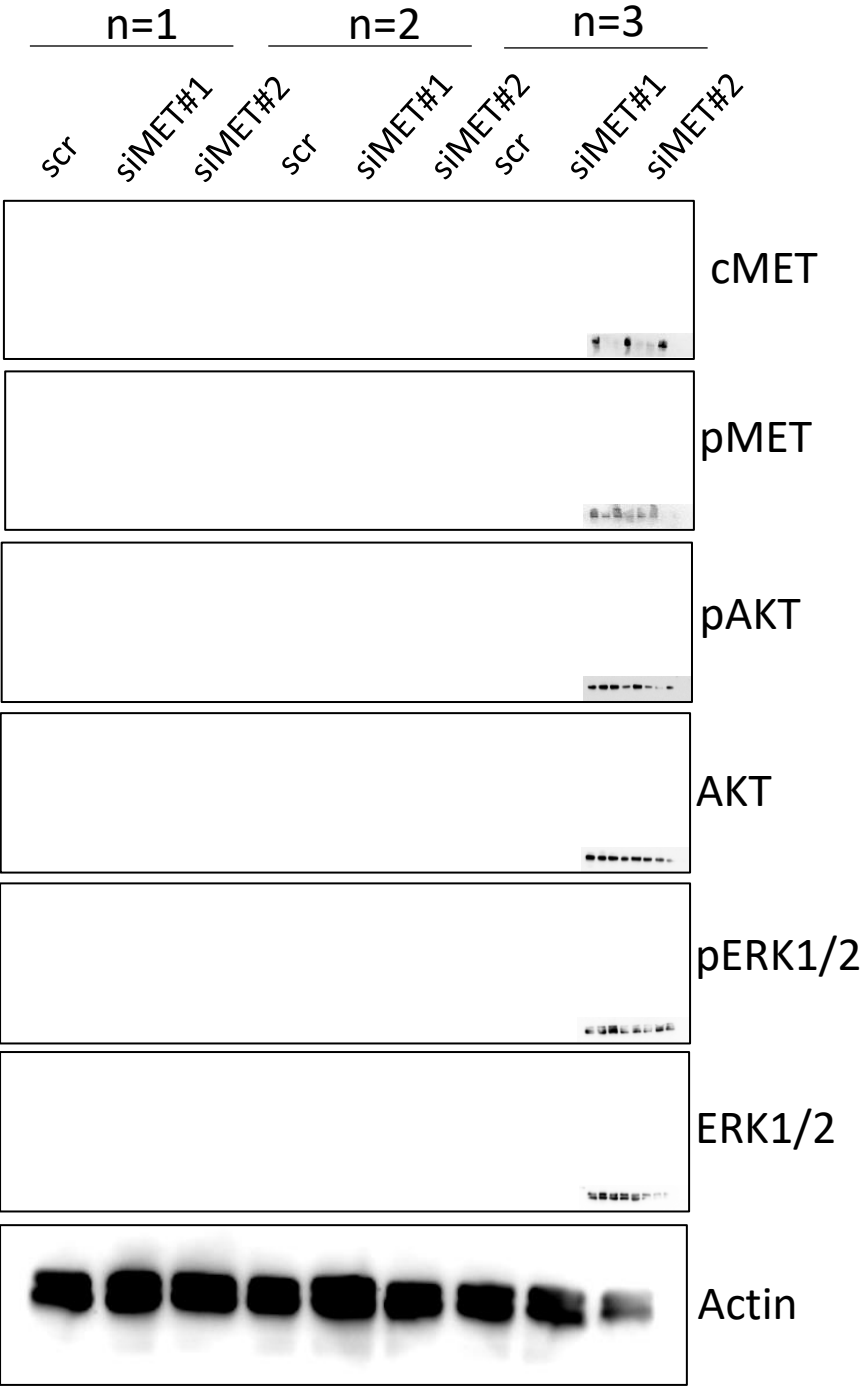 n=1 n=2 n=3
scr siMET#1 siMET#2 scr siMET#1 siMET#2 scr siMET#1 siMET#2
cMET
pMET
pAKT
AKT
pERK1/2
ERK1/2
Actin